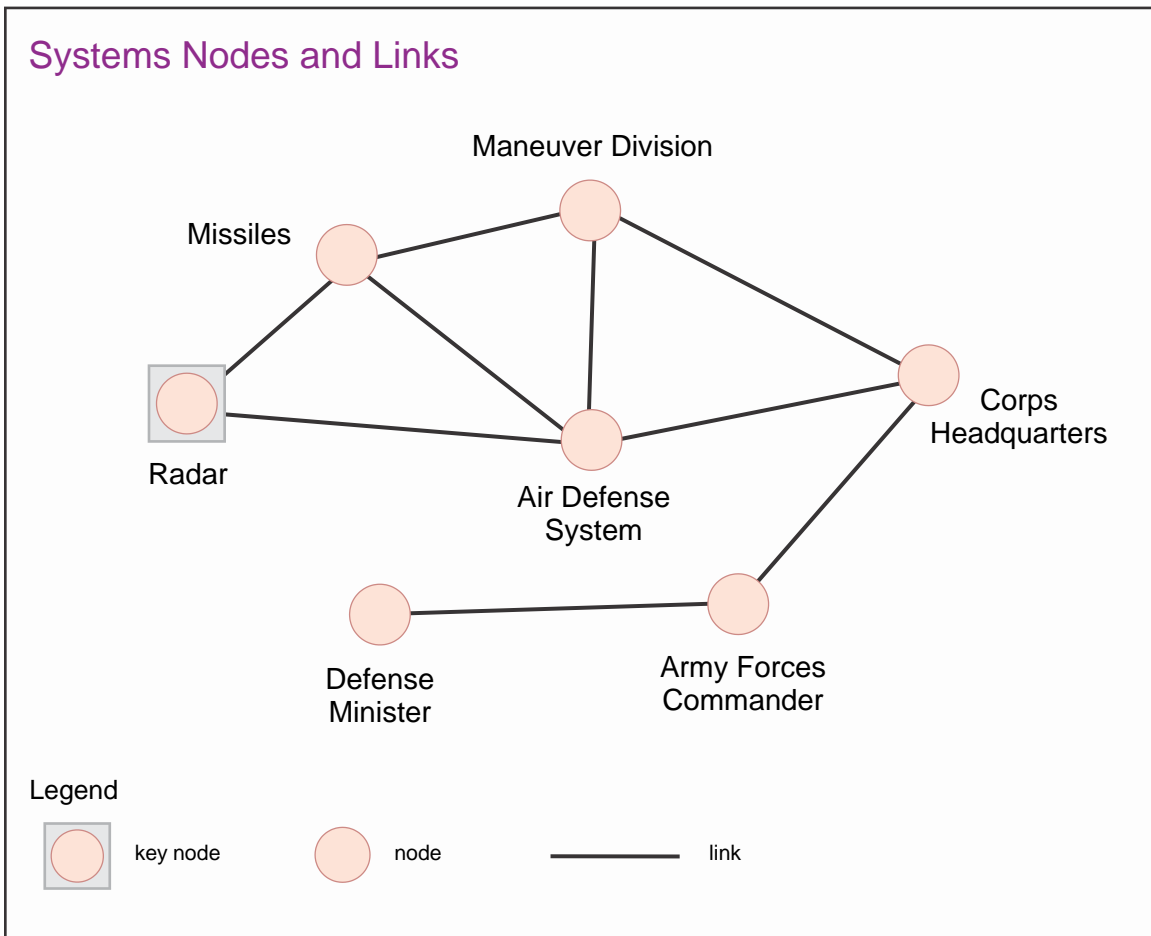 Systems Nodes and Links
Maneuver Division
Missiles
Corps
Headquarters
Radar
Air Defense
System
Defense
Minister
Army Forces
Commander
Legend
key node
node
link